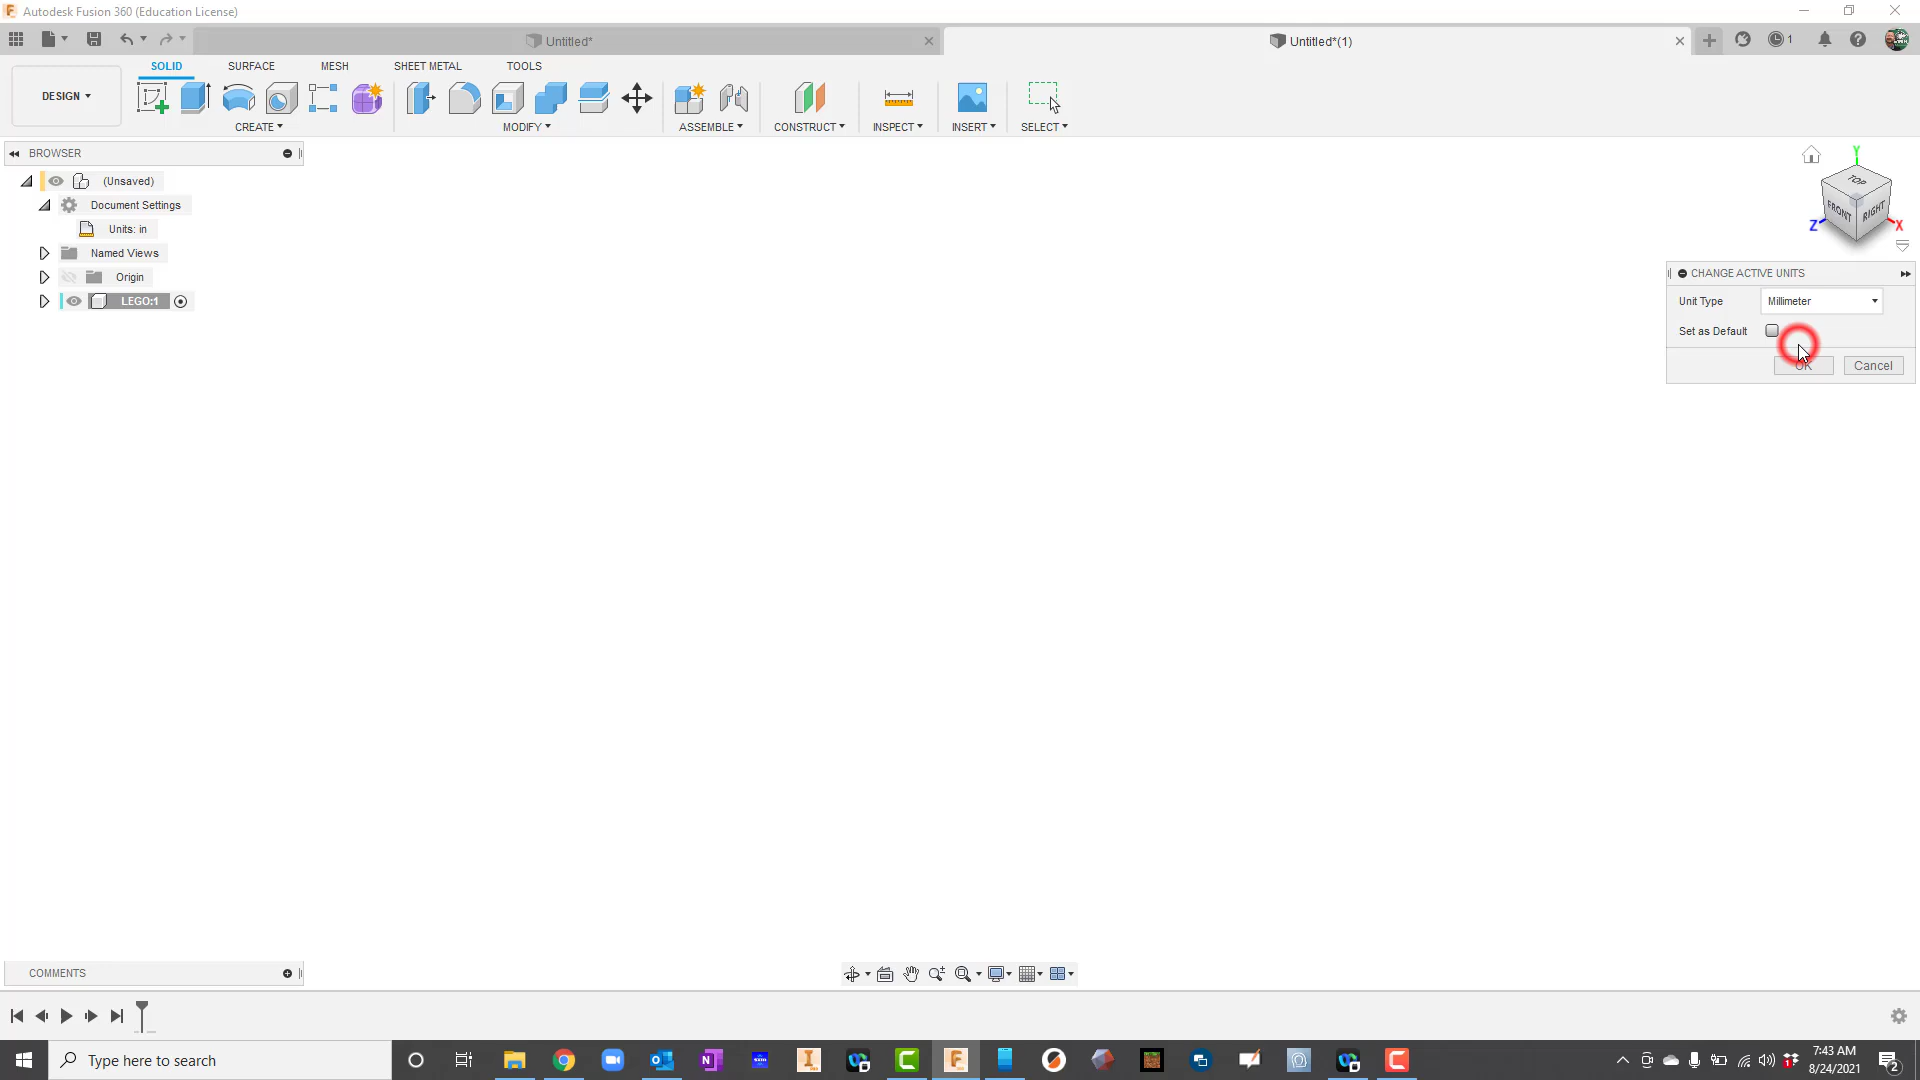 Autodesk Fusion 360 (Education License)
Untitled*
Untitled*(1)
1
SOLID
SURFACE
MESH
SHEET METAL
TOOLS
DESIGN
CREATE
MODIFY
ASSEMBLE
CONSTRUCT
INSPECT
INSERT
SELECT
BROWSER
(Unsaved)
Document Settings
Units: in
Named Views
Origin
LEGO:1
Y
TOP
FRONT
RIGHT
Z
X
CHANGE ACTIVE UNITS
Unit Type
Millimeter
Set as Default
OK
Cancel
COMMENTS
Type here to search
7:43 AM
8/24/2021
2